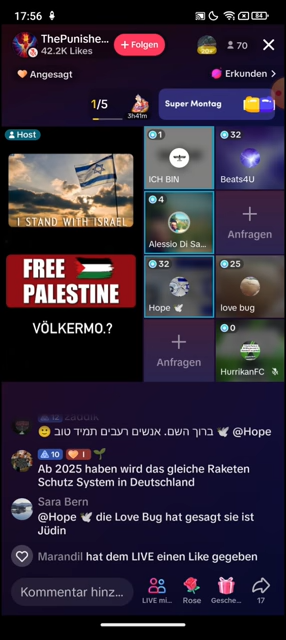 17:56
84
ThePunishe...
42.2K Likes
+ Folgen
70
Angesagt
Erkunden
1/5
3h41m
Super Montag
Host
I STAND WITH ISRAEL
FREE
PALESTINE
VÖLKERMO.?
1
ICH BIN
32
Beats4U
4
Alessio Di Sa...
Anfragen
32
Hope 🕊
25
love bug
Anfragen
0
HurrikanFC
@Hope 🕊 ברוך השם. אנשים רעבים תמיד טוב 🙂
10
1
Ab 2025 haben wird das gleiche Raketen
Schutz System in Deutschland
Sara Bern
@Hope 🕊 die Love Bug hat gesagt sie ist
Jüdin
Marandil hat dem LIVE einen Like gegeben
Kommentar hinz...
LIVE mi...
Rose
Gesche...
17